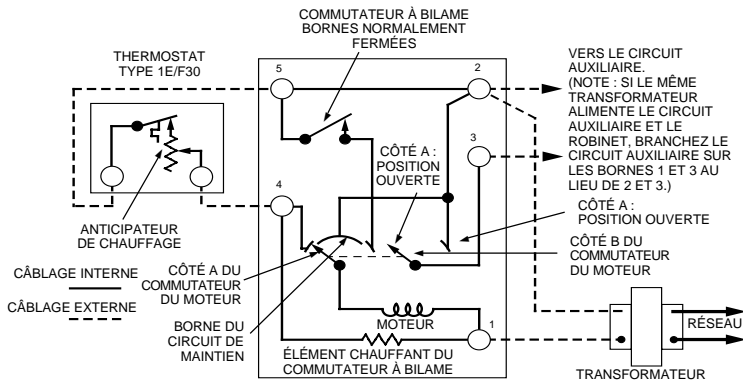 COMMUTATEUR À BILAME
BORNES NORMALEMENT
FERMÉES
THERMOSTAT
TYPE 1E/F30
5
2
VERS LE CIRCUIT
AUXILIAIRE.
(NOTE : SI LE MÊME
TRANSFORMATEUR
ALIMENTE LE CIRCUIT
AUXILIAIRE ET LE
ROBINET, BRANCHEZ LE
CIRCUIT AUXILIAIRE SUR
LES BORNES 1 ET 3 AU
LIEU DE 2 ET 3.)
3
CÔTÉ A :
POSITION
OUVERTE
4
CÔTÉ A :
POSITION OUVERTE
ANTICIPATEUR
DE CHAUFFAGE
CÔTÉ B DU
COMMUTATEUR
DU MOTEUR
CÂBLAGE INTERNE
CÂBLAGE EXTERNE
CÔTÉ A DU
COMMUTATEUR
DU MOTEUR
BORNE DU
CIRCUIT DE
MAINTIEN
MOTEUR
1
ÉLÉMENT CHAUFFANT DU
COMMUTATEUR À BILAME
RÉSEAU
TRANSFORMATEUR